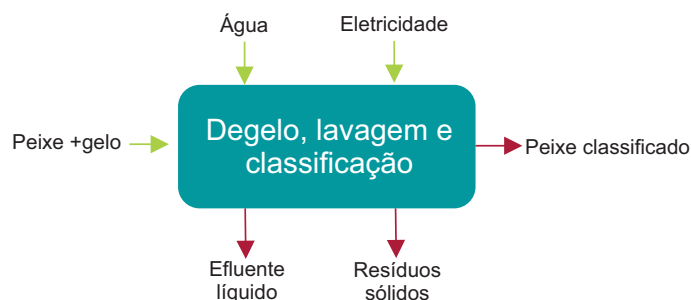 Água
Eletricidade
Peixe +gelo
Degelo, lavagem e
classificação
Peixe classificado
Efluente
líquido
Resíduos
sólidos